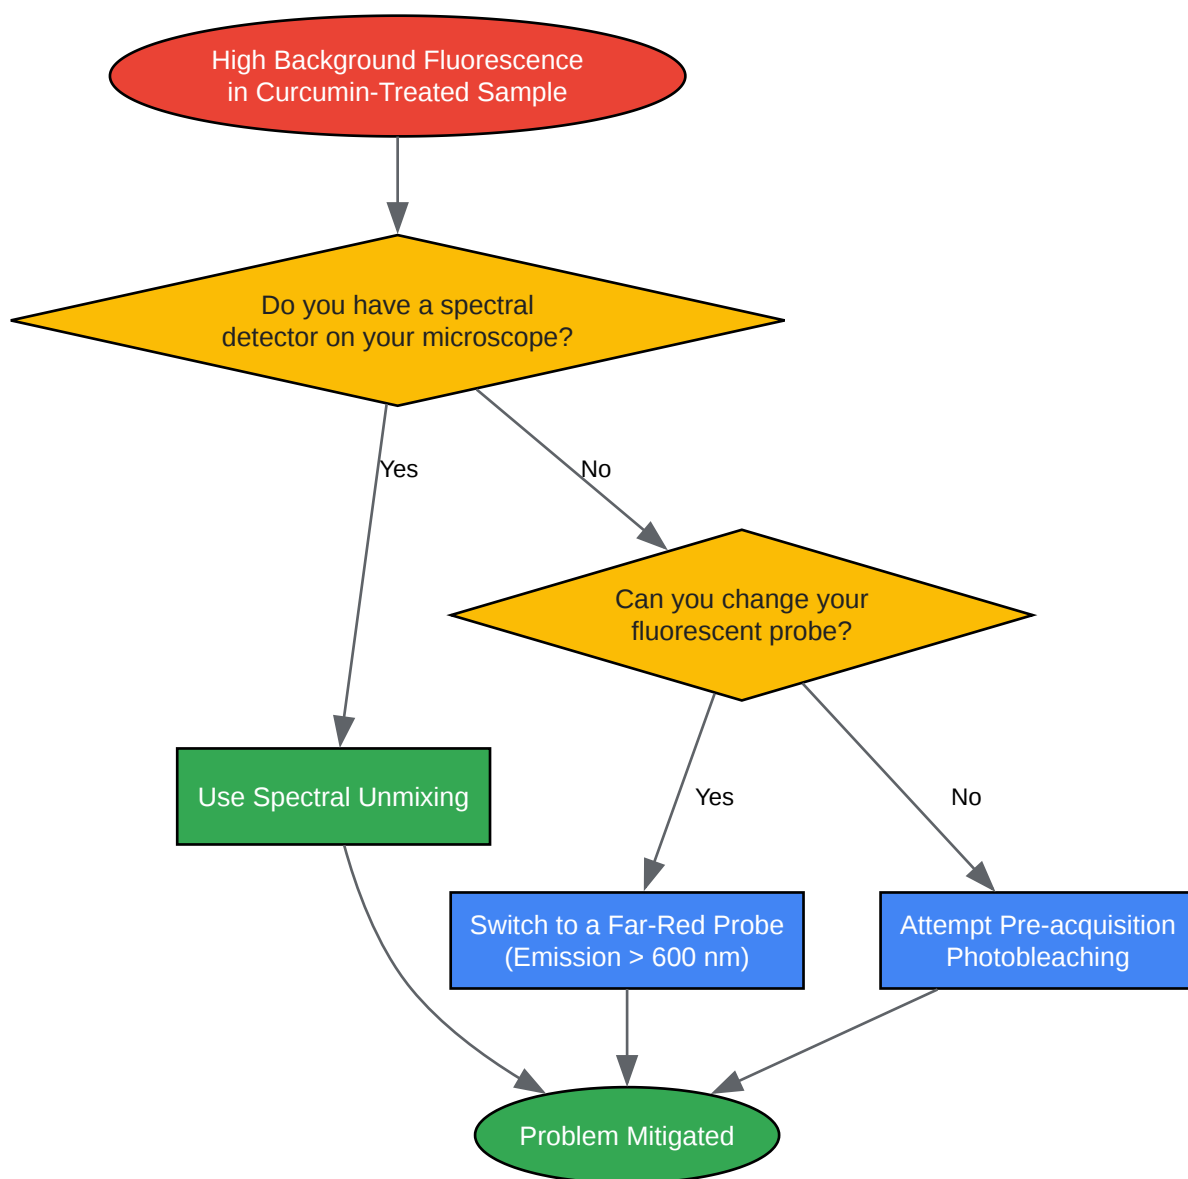 High Background Fluorescence
in Curcumin-Treated Sample
Do you have a spectral
detector on your microscope?
Yes
No
Can you change your
fluorescent probe?
Use Spectral Unmixing
Yes
No
Switch to a Far-Red Probe
(Emission > 600 nm)
Attempt Pre-acquisition
Photobleaching
Problem Mitigated